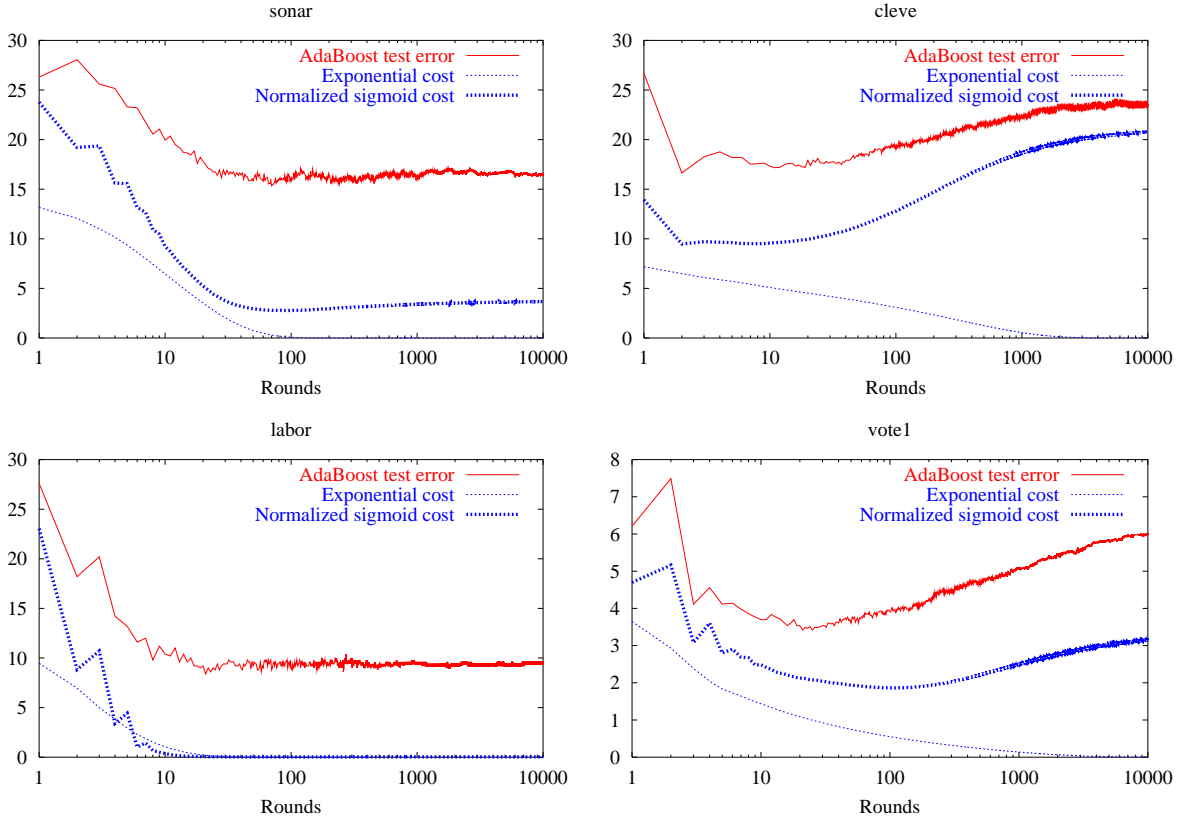 sonar
30
25
20
15
10
5
0
AdaBoost test error
Exponential cost
Normalized sigmoid cost
1 10 100 1000 10000
Rounds
cleve
30
25
20
15
10
5
0
AdaBoost test error
Exponential cost
Normalized sigmoid cost
1 10 100 1000 10000
Rounds
labor
30
25
20
15
10
5
0
AdaBoost test error
Exponential cost
Normalized sigmoid cost
1 10 100 1000 10000
Rounds
vote1
8
7
6
5
4
3
2
1
0
AdaBoost test error
Exponential cost
Normalized sigmoid cost
1 10 100 1000 10000
Rounds